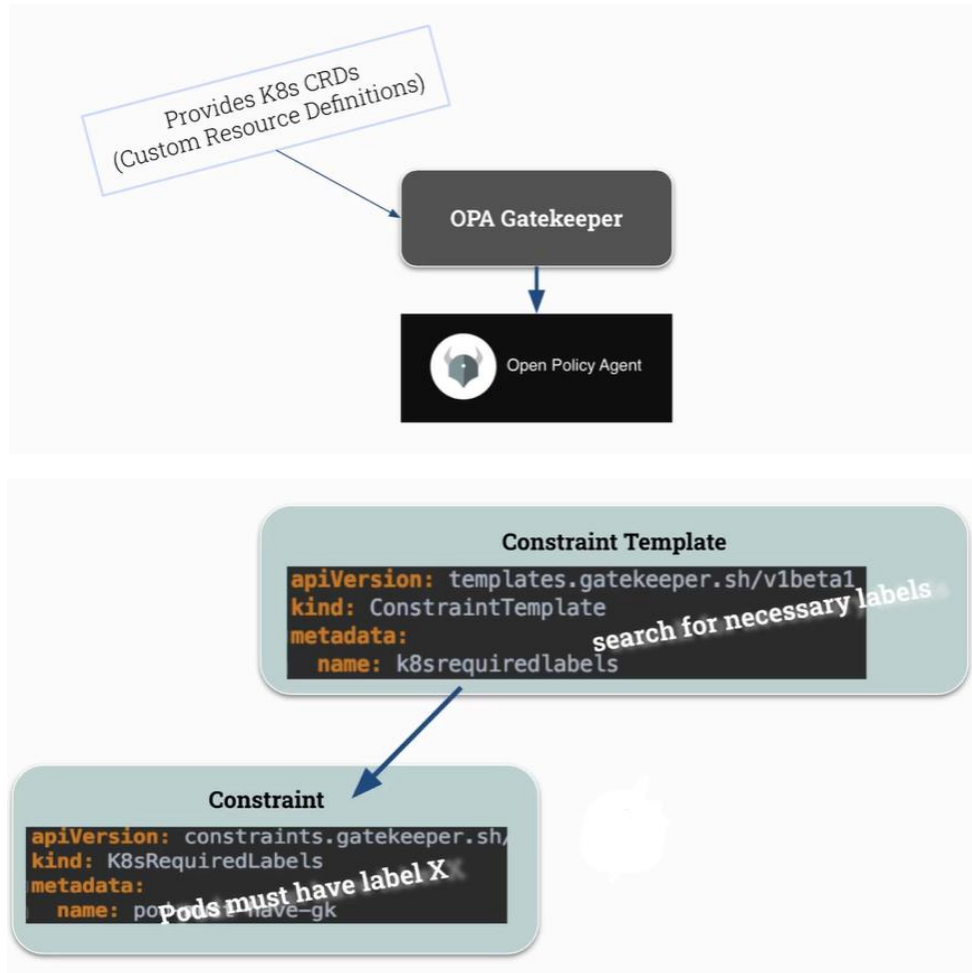 Provides K8s CRDs
(Custom Resource Definitions)
OPA Gatekeeper
Open Policy Agent
Constraint Template
apiVersion: templates.gatekeeper.sh/v1beta1
kind: ConstraintTemplate
metadata:
name: k8srequiredlabels
search for necessary labels
Constraint
apiVersion: constraints.gatekeeper.sh/
kind: K8sRequiredLabels
metadata:
name:
Pods must have label X